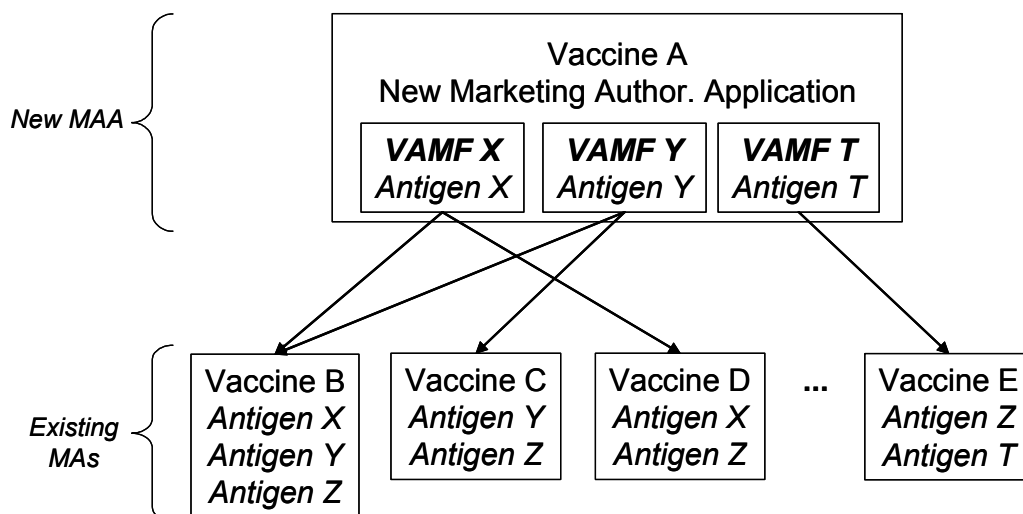 Vaccine A
New Marketing Author. Application
New MAA
VAMF X
Antigen X
VAMF Y
Antigen Y
VAMF T
Antigen T
Existing
MAs
Vaccine B
Antigen X
Antigen Y
Antigen Z
Vaccine C
Antigen Y
Antigen Z
Vaccine D
Antigen X
Antigen Z
...
Vaccine E
Antigen Z
Antigen T